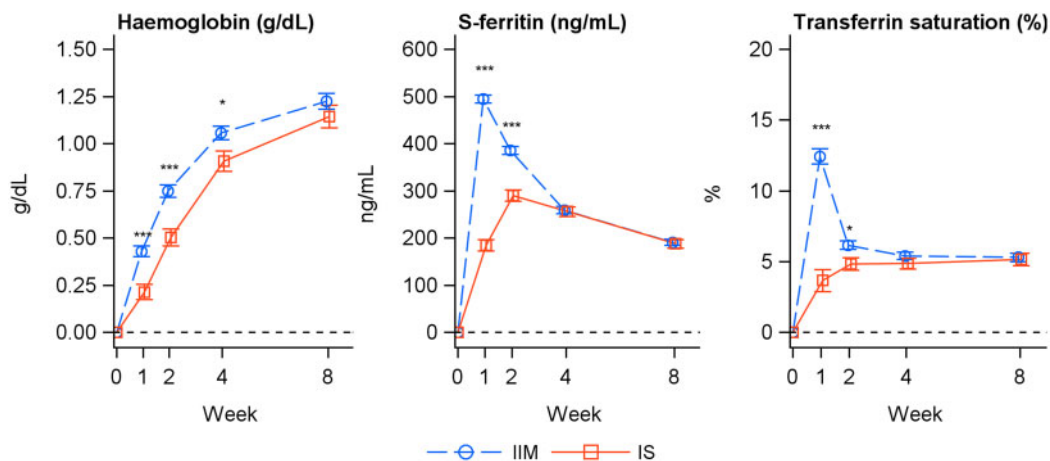 Haemoglobin (g/dL)
1.50
1.25
1.00
0.75
0.50
0.25
0.00
g/dL
***
***
*
0 1 2 4 8
Week
S-ferritin (ng/mL)
600
500
400
300
200
100
0
ng/mL
***
***
0 1 2 4 8
Week
Transferrin saturation (%)
20
15
10
5
0
%
***
*
0 1 2 4 8
Week
IIM IS